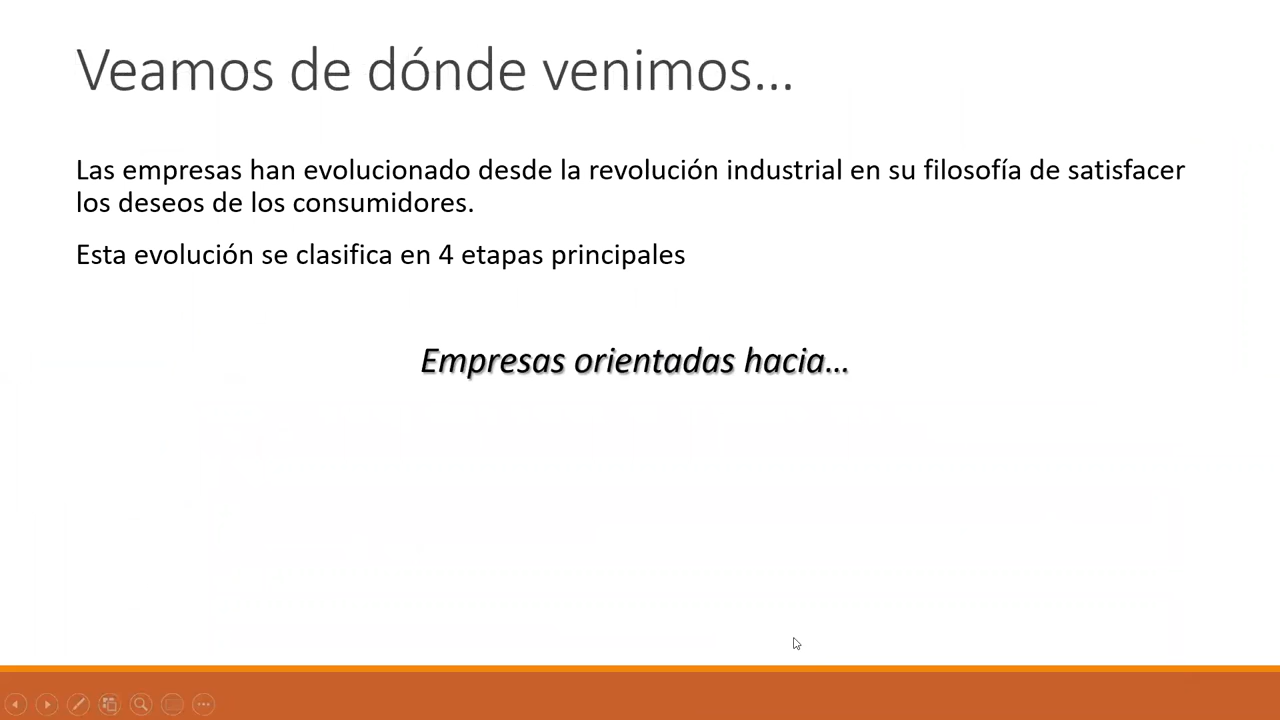 Veamos de dónde venimos…
Las empresas han evolucionado desde la revolución industrial en su filosofía de satisfacer
los deseos de los consumidores.
Esta evolución se clasifica en 4 etapas principales
Empresas orientadas hacia…